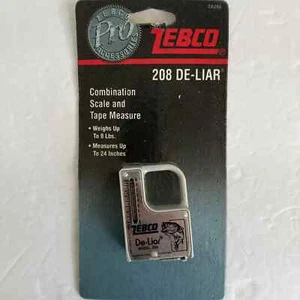 ZEBCO
Pro
ACCESSORIES
ZEBCO
208 DE-LIAR
Combination
Scale and
Tape Measure
• Weighs Up
To 8 Lbs.
• Measures Up
To 24 Inches
ZEBCO
De-Liar